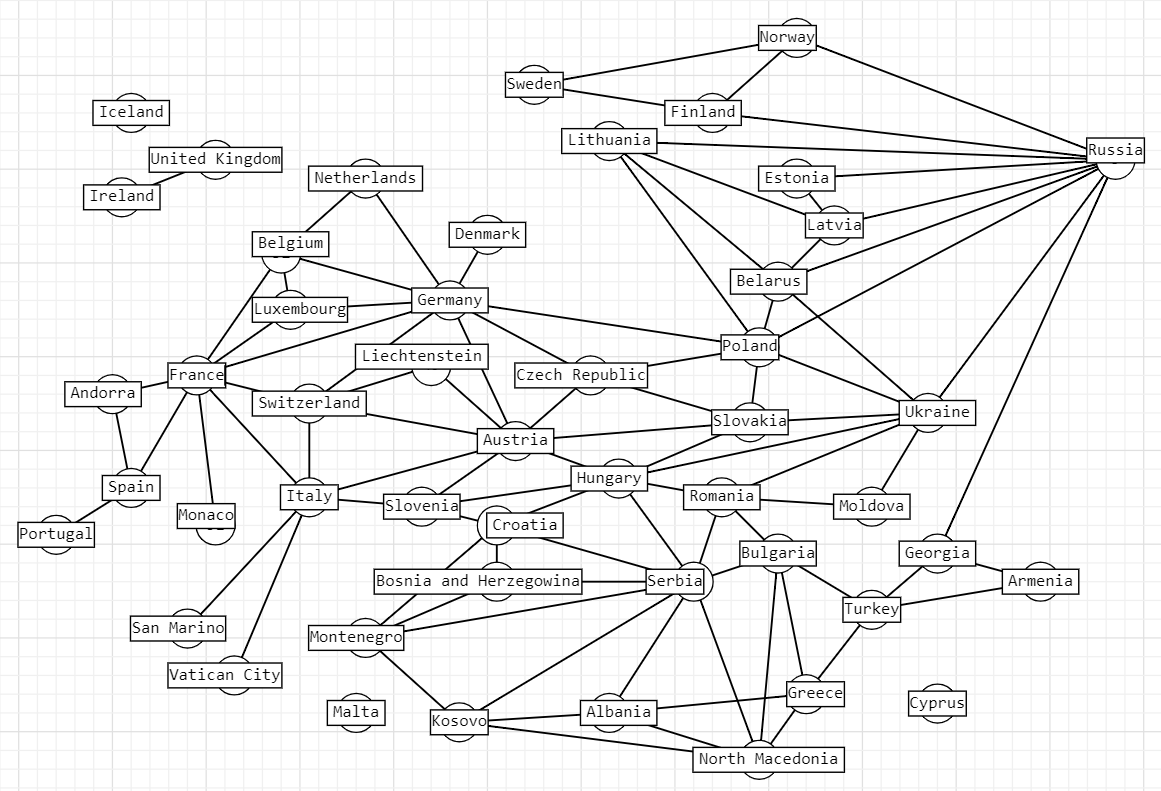 Norway
Sweden
Iceland
Finland
Lithuania
Russia
United Kingdom
Netherlands
Estonia
Ireland
Latvia
Denmark
Belgium
Belarus
Germany
Luxembourg
Poland
Liechtenstein
France
Czech Republic
Andorra
Switzerland
Ukraine
Slovakia
Austria
Hungary
Spain
Italy
Romania
Slovenia
Moldova
Monaco
Croatia
Portugal
Bulgaria
Georgia
Bosnia and Herzegowina
Serbia
Armenia
Turkey
San Marino
Montenegro
Vatican City
Greece
Cyprus
Malta
Albania
Kosovo
North Macedonia